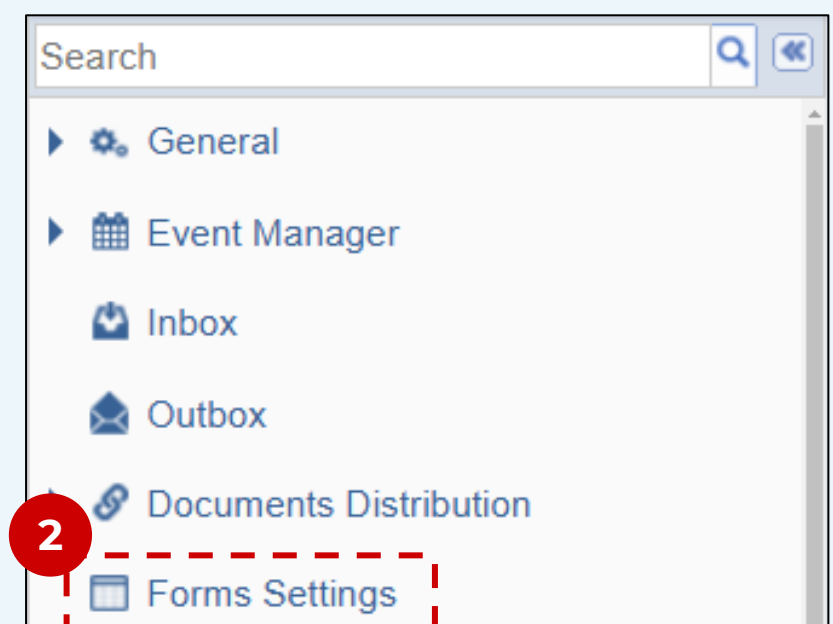 Search
General
Event Manager
Inbox
Outbox
Documents Distribution
2
Forms Settings